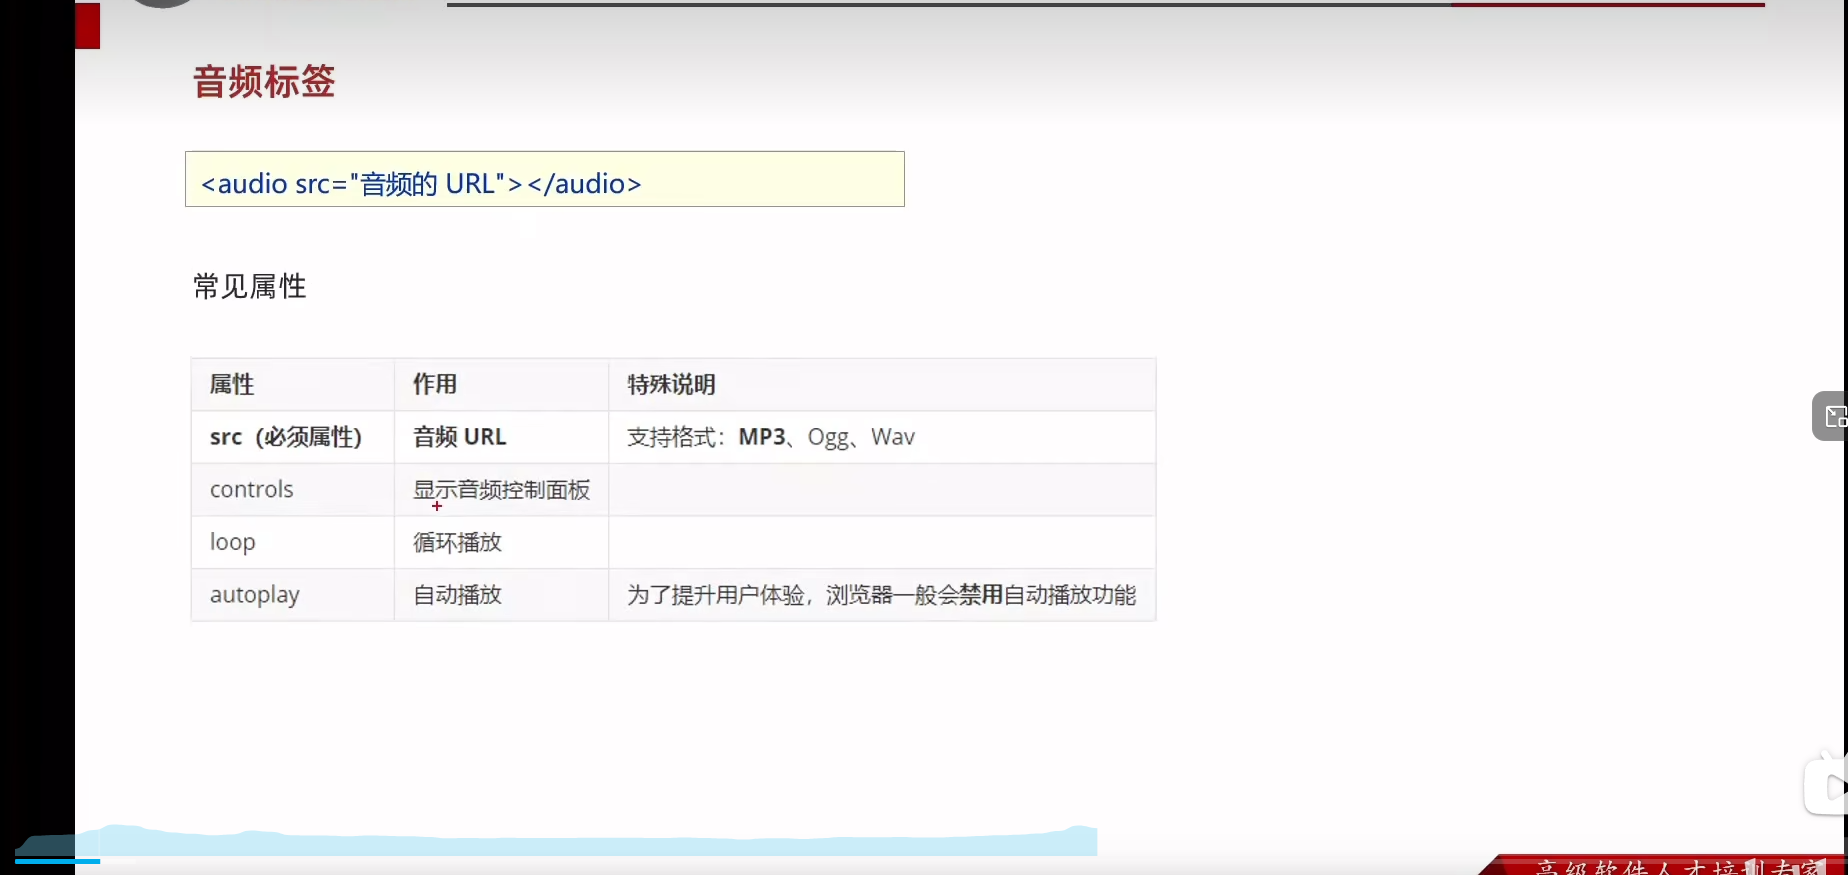 音频标签
<audio src="音频的 URL"></audio>
常见属性
属性 作用 特殊说明
src（必须属性) 音频 URL 支持格式：MP3、Ogg、Wav
controls 显示音频控制面板
loop 循环播放
autoplay 自动播放 为了提升用户体验，浏览器一般会禁用自动播放功能
高级软件人才培训专家